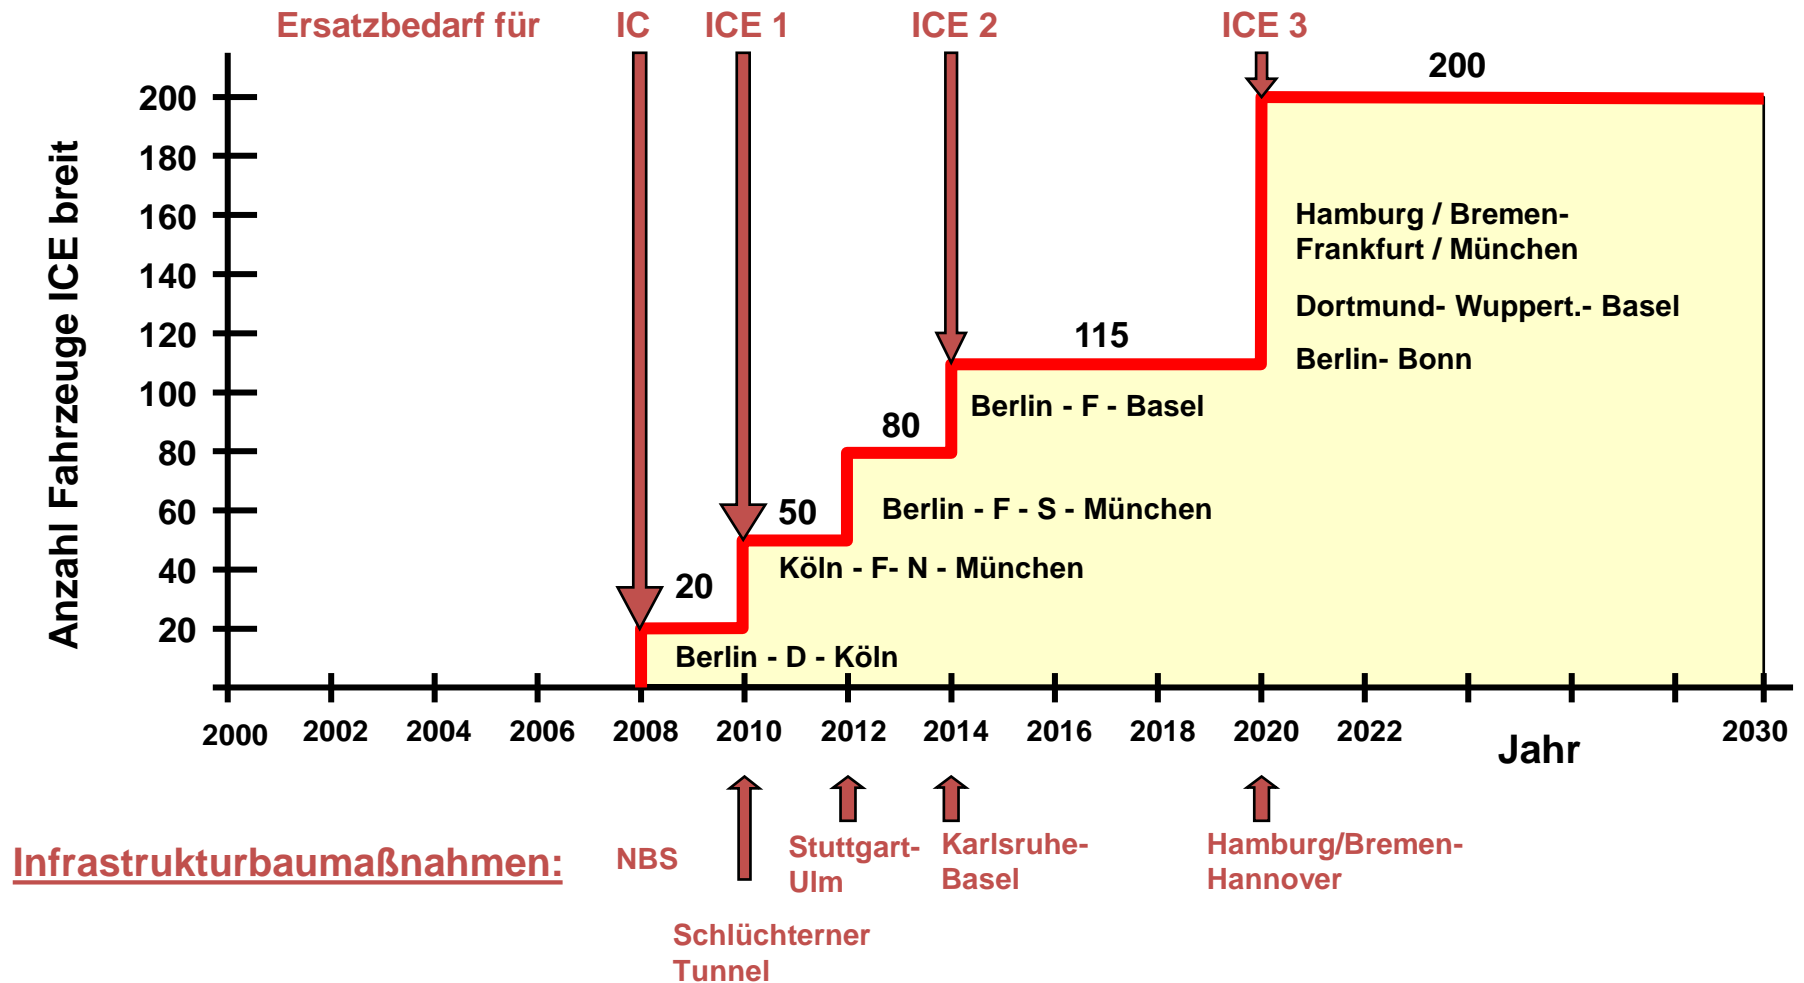 Ersatzbedarf für IC ICE 1 ICE 2 ICE 3
200
200
180
160
140
120
100
80
60
40
20
Anzahl Fahrzeuge ICE breit
Hamburg / Bremen-
Frankfurt / München
Dortmund- Wuppert.- Basel
Berlin- Bonn
115
Berlin - F - Basel
80
Berlin - F - S - München
50
Köln - F- N - München
20
Berlin - D - Köln
2000 2002 2004 2006 2008 2010 2012 2014 2016 2018 2020 2022 2030
Jahr
Infrastrukturbaumaßnahmen:
NBS
Schlüchterner
Tunnel
Stuttgart-
Ulm
Karlsruhe-
Basel
Hamburg/Bremen-
Hannover